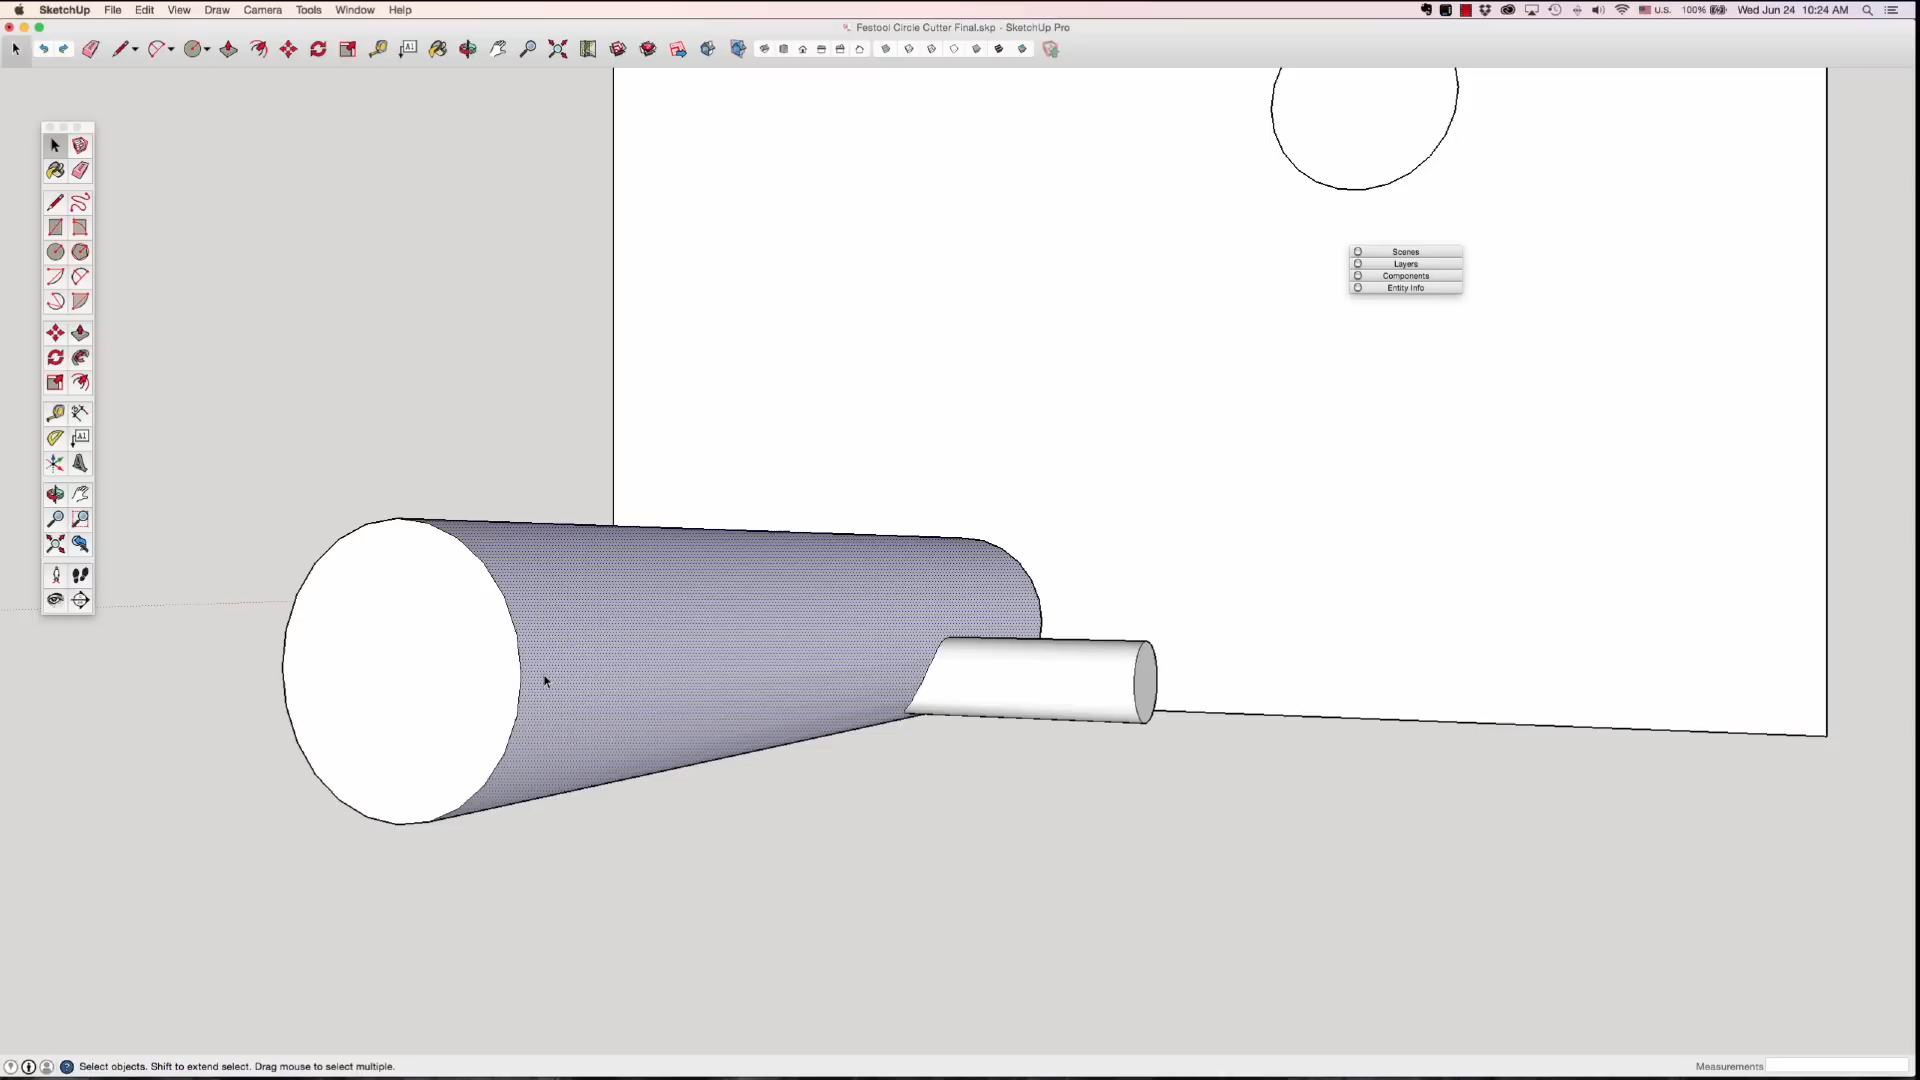 SketchUp File Edit View Draw Camera Tools Window Help U.S. 100% Wed Jun 24 10:24 AM
Festool Circle Cutter Final.skp - SketchUp Pro
A1
A1
Scenes
Layers
Components
Entity Info
Select objects. Shift to extend select. Drag mouse to select multiple. Measurements